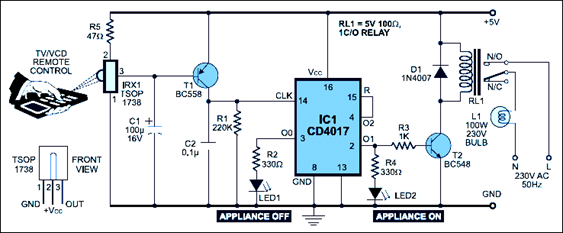 TV/VCD
REMOTE
CONTROL
R5
47Ω
2
3
1
IRX1
TSOP
1738
TSOP
1738
FRONT
VIEW
1 2 3
GND
+Vcc
OUT
C1
100µ
16V
T1
BC558
C2
0.1µ
R1
220K
CLK
14
O0
3
R2
330Ω
LED1
APPLIANCE OFF
RL1 = 5V 100Ω,
1C/O RELAY
Vcc
16
IC1
CD4017
15
R
4
O2
2
O1
GND
8
13
R3
1K
R4
330Ω
LED2
APPLIANCE ON
+5V
D1
1N4007
RL1
N/O
N/C
T2
BC548
L1
100W
230V
BULB
N
L
230V AC
50Hz
GND